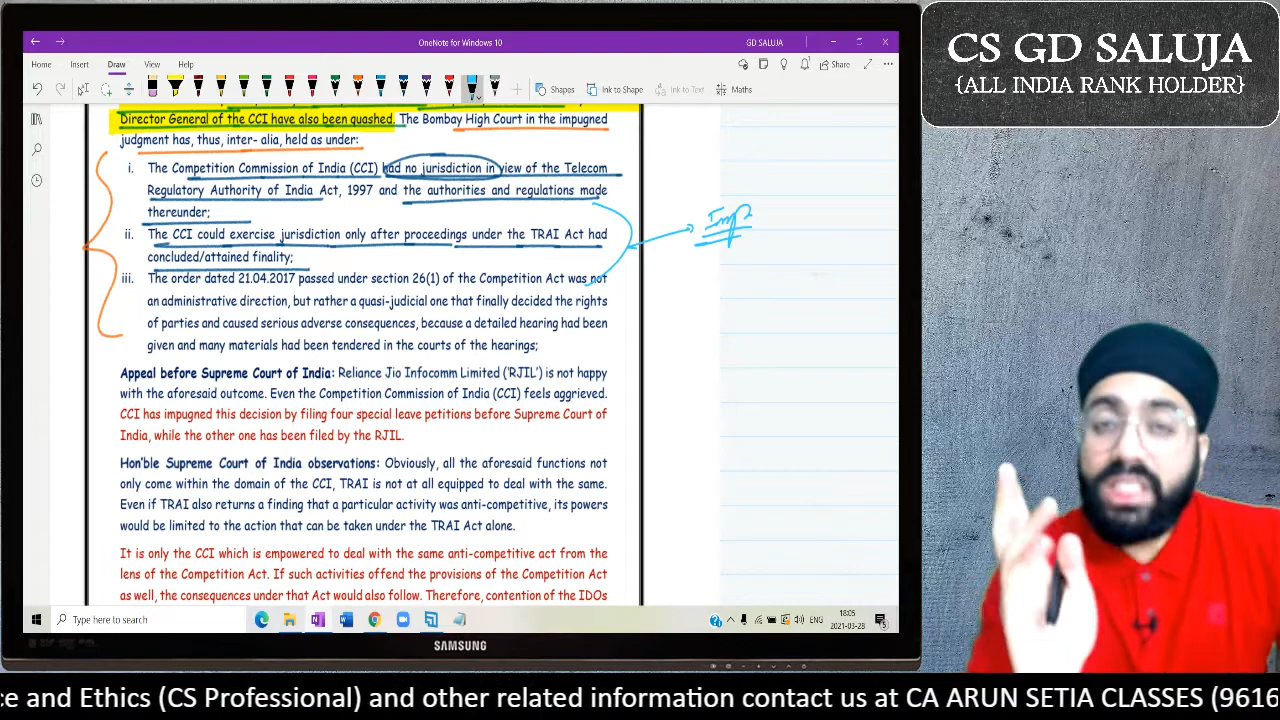 CS GD SALUJA
{ALL INDIA RANK HOLDER}
OneNote for Windows 10
GD SALUJA
Home Insert Draw View Help
Share
Shapes Ink to Shape Ink to Text Maths
Director General of the CCI have also been quashed. The Bombay High Court in the impugned
judgment has, thus, inter- alia, held as under:
i. The Competition Commission of India (CCI) had no jurisdiction in view of the Telecom
Regulatory Authority of India Act, 1997 and the authorities and regulations made
thereunder;
ii. The CCI could exercise jurisdiction only after proceedings under the TRAI Act had
concluded/attained finality;
iii. The order dated 21.04.2017 passed under section 26(1) of the Competition Act was not
an administrative direction, but rather a quasi-judicial one that finally decided the rights
of parties and caused serious adverse consequences, because a detailed hearing had been
given and many materials had been tendered in the courts of the hearings;
Imp
Appeal before Supreme Court of India: Reliance Jio Infocomm Limited ('RJIL') is not happy
with the aforesaid outcome. Even the Competition Commission of India (CCI) feels aggrieved.
CCI has impugned this decision by filing four special leave petitions before Supreme Court of
India, while the other one has been filed by the RJIL.
Hon'ble Supreme Court of India observations: Obviously, all the aforesaid functions not
only come within the domain of the CCI, TRAI is not at all equipped to deal with the same.
Even if TRAI also returns a finding that a particular activity was anti-competitive, its powers
would be limited to the action that can be taken under the TRAI Act alone.
It is only the CCI which is empowered to deal with the same anti-competitive act from the
lens of the Competition Act. If such activities offend the provisions of the Competition Act
as well, the consequences under that Act would also follow. Therefore, contention of the IDOs
Type here to search
ENG
18:05
2021-03-28
SAMSUNG
ce and Ethics (CS Professional) and other related information contact us at CA ARUN SETIA CLASSES (9616